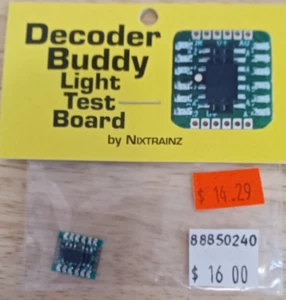 Decoder
Buddy
Light
Test
Board
by NIXTRAINZ
$ 14.29
88850240
$ 16 00